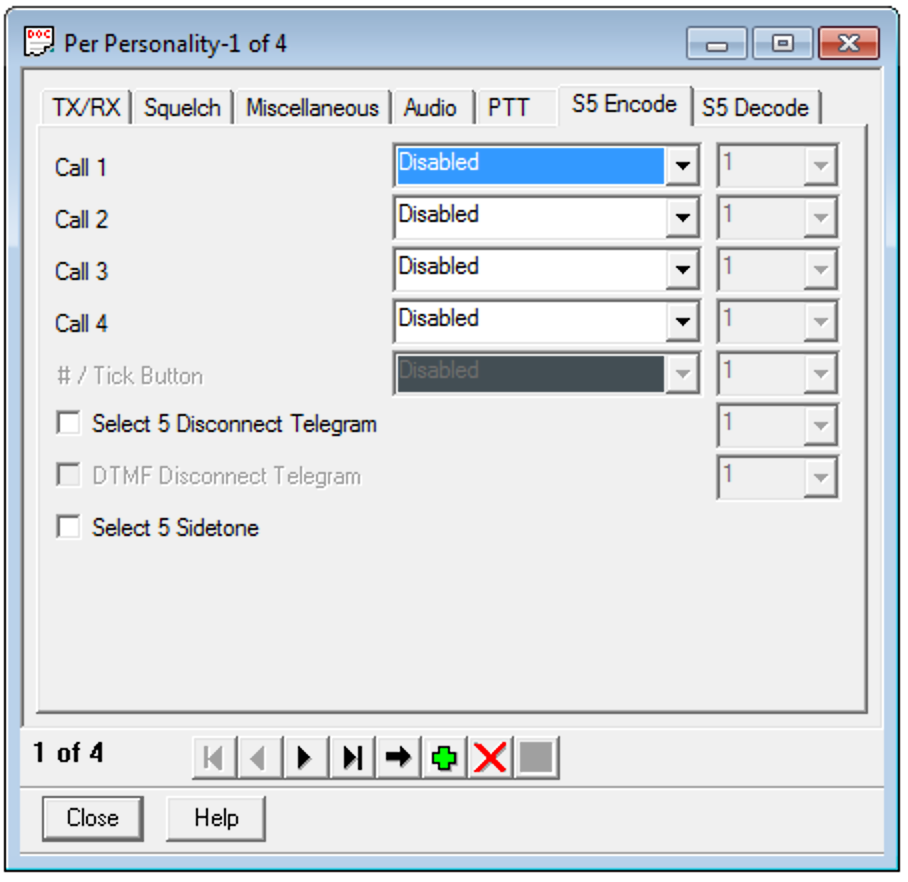 DOC Per Personality-1 of 4
TX/RX Squelch Miscellaneous Audio PTT S5 Encode S5 Decode
Call 1 Disabled 1
Call 2 Disabled 1
Call 3 Disabled 1
Call 4 Disabled 1
# / Tick Button Disabled 1
Select 5 Disconnect Telegram 1
DTMF Disconnect Telegram 1
Select 5 Sidetone
1 of 4
Close Help